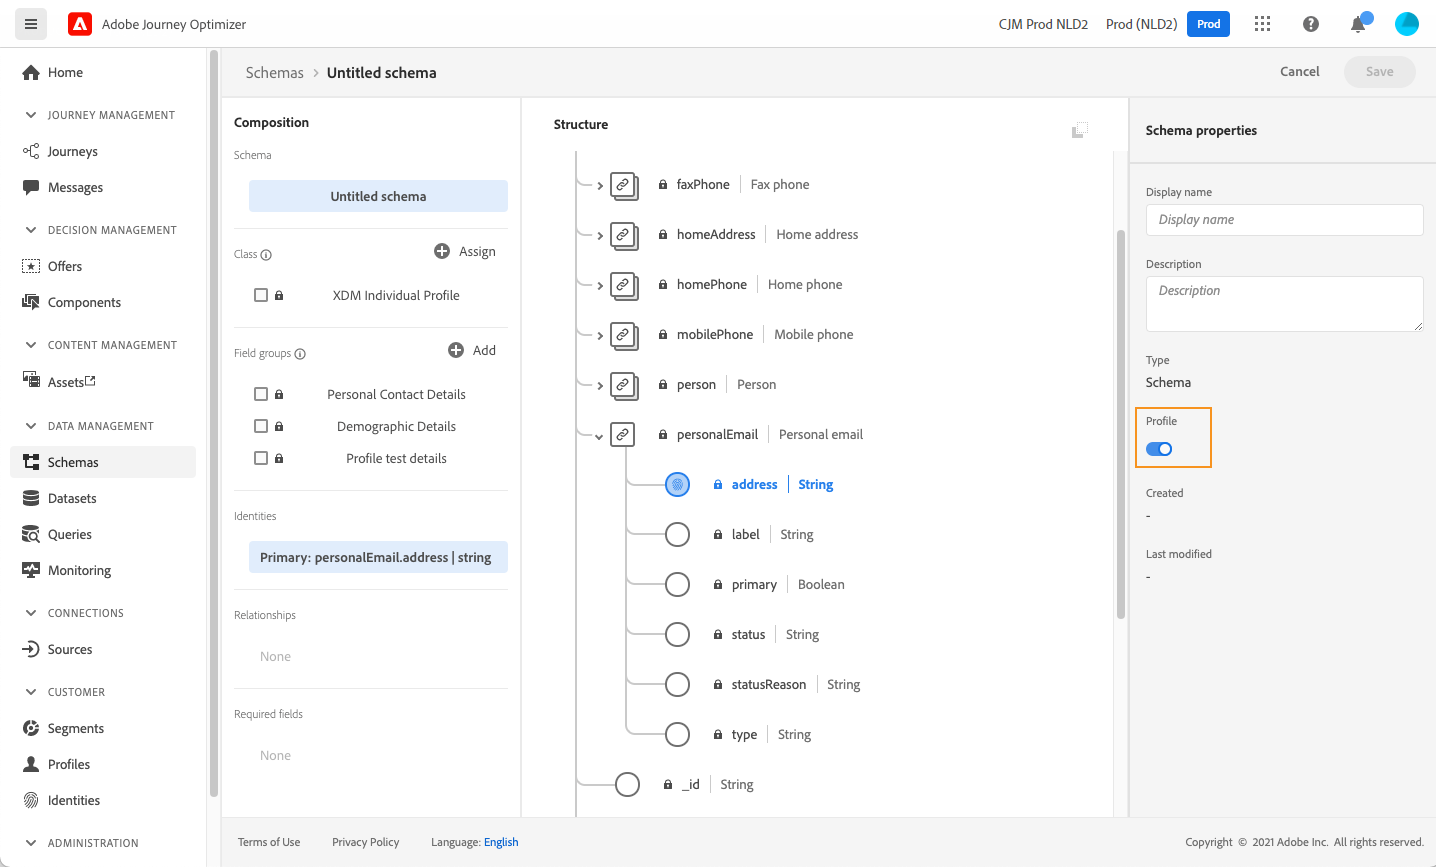 Adobe Journey Optimizer
CJM Prod NLD2
Prod (NLD2)
Prod
Home
JOURNEY MANAGEMENT
Journeys
Messages
DECISION MANAGEMENT
Offers
Components
CONTENT MANAGEMENT
Assets
DATA MANAGEMENT
Schemas
Datasets
Queries
Monitoring
CONNECTIONS
Sources
CUSTOMER
Segments
Profiles
Identities
ADMINISTRATION
Schemas > Untitled schema
Cancel
Save
Composition
Schema
Untitled schema
Class
Assign
XDM Individual Profile
Field groups
Add
Personal Contact Details
Demographic Details
Profile test details
Identities
Primary: personalEmail.address | string
Relationships
None
Required fields
None
Structure
faxPhone | Fax phone
homeAddress | Home address
homePhone | Home phone
mobilePhone | Mobile phone
person | Person
personalEmail | Personal email
address | String
label | String
primary | Boolean
status | String
statusReason | String
type | String
_id | String
Schema properties
Display name
Display name
Description
Description
Type
Schema
Profile
Created
-
Last modified
-
Terms of Use
Privacy Policy
Language: English
Copyright © 2021 Adobe Inc. All rights reserved.